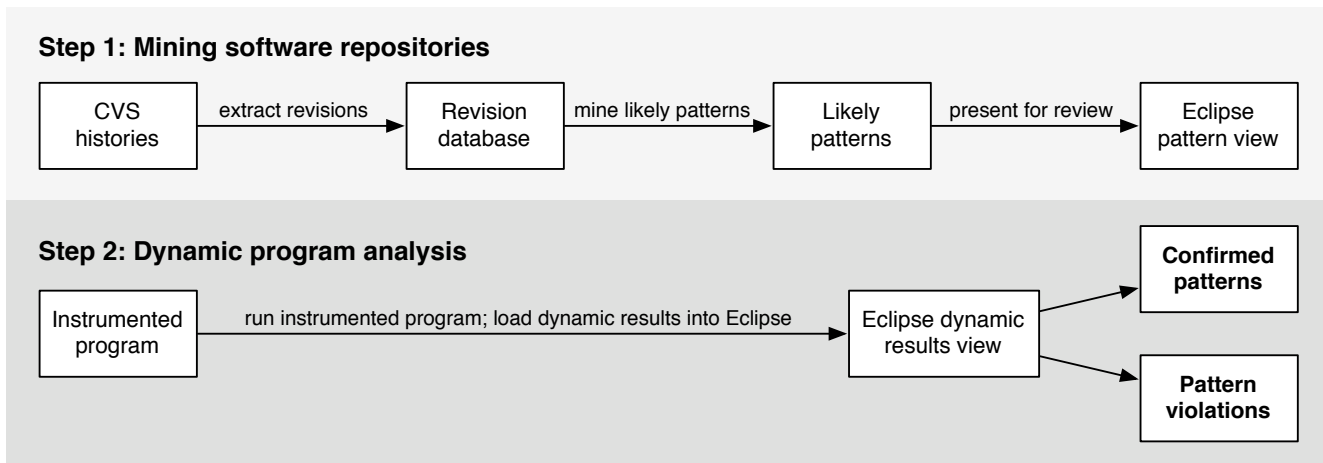 Step 1: Mining software repositories
CVS
histories
extract revisions
Revision
database
mine likely patterns
Likely
patterns
present for review
Eclipse
pattern view
Step 2: Dynamic program analysis
Instrumented
program
run instrumented program; load dynamic results into Eclipse
Eclipse dynamic
results view
Confirmed
patterns
Pattern
violations